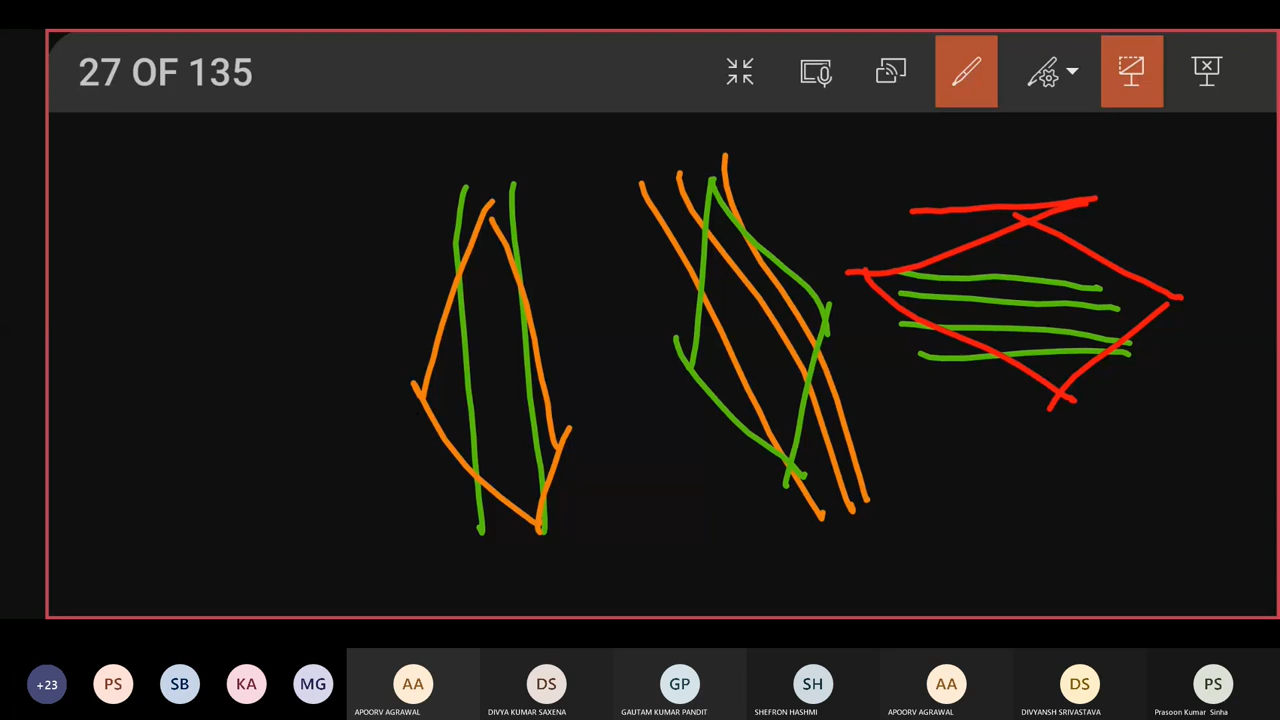 27 OF 135
+23 PS SB KA MG AA DS GP SH AA DS PS
APOORV AGRAWAL DIVYA KUMAR SAXENA GAUTAM KUMAR PANDIT SHEFRON HASHMI APOORV AGRAWAL DIVYANSH SRIVASTAVA Prasoon Kumar Sinha